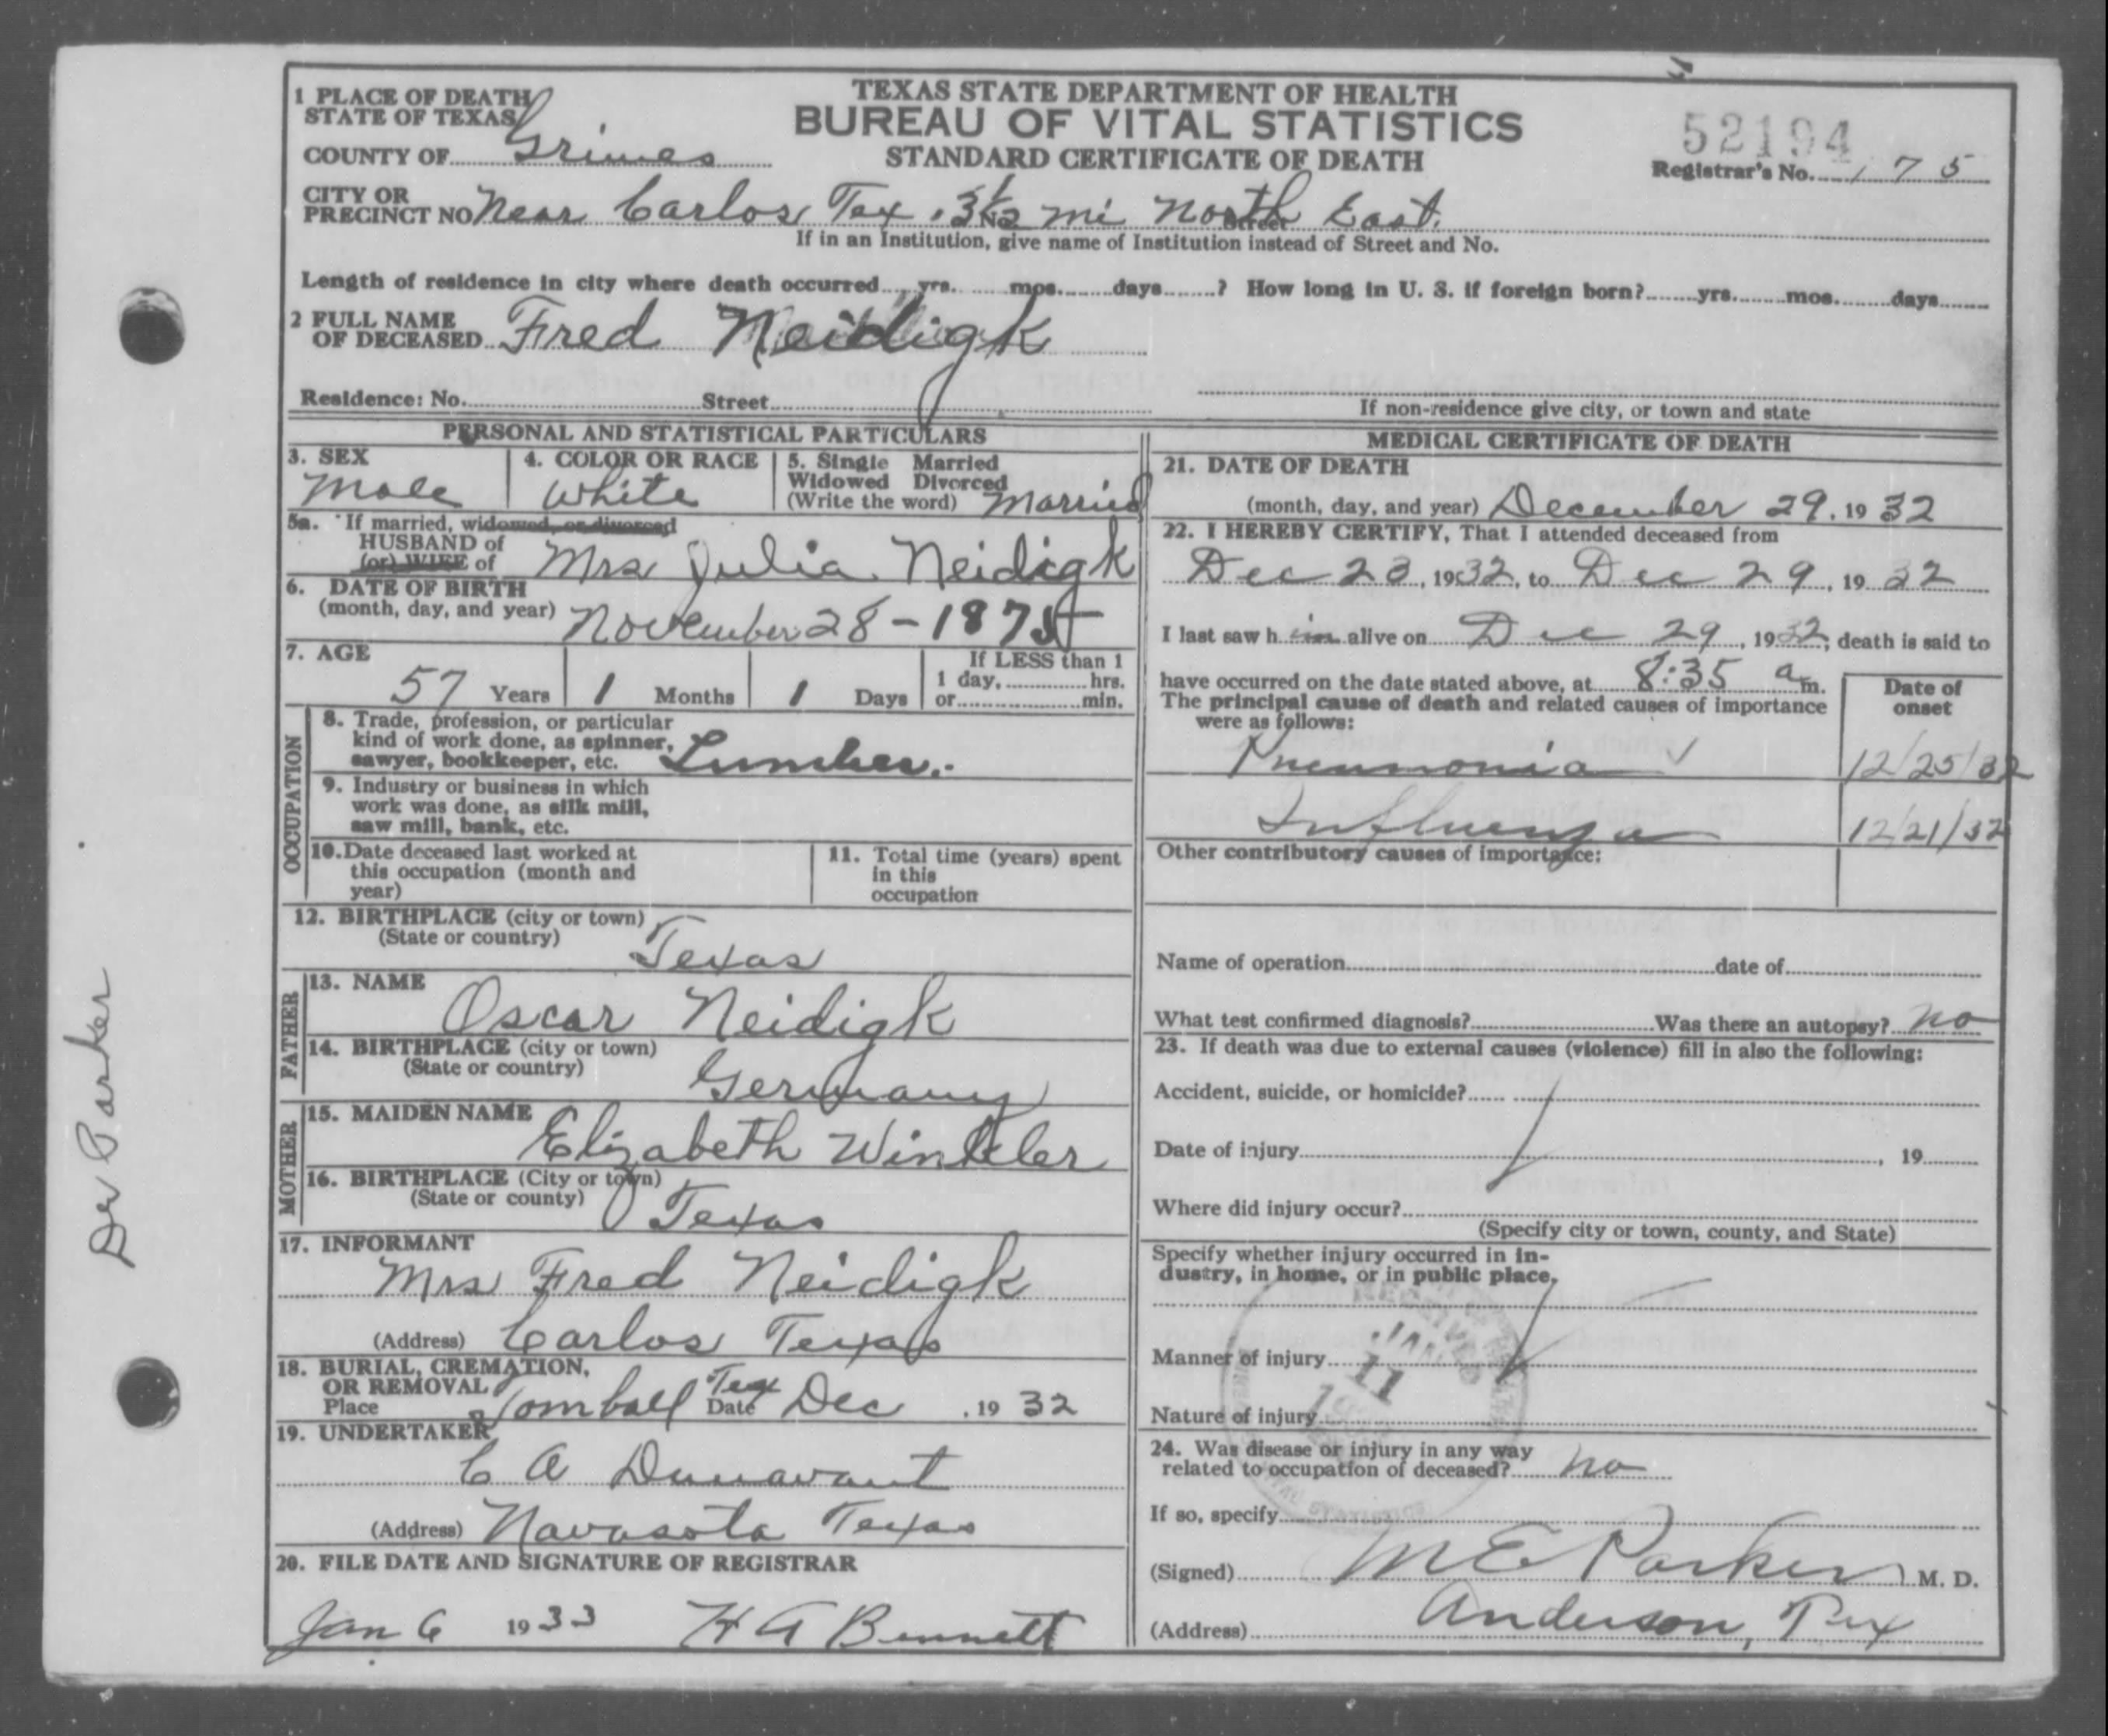 1 PLACE OF DEATH
STATE OF TEXAS
COUNTY OF Grimes
TEXAS STATE DEPARTMENT OF HEALTH
BUREAU OF VITAL STATISTICS
STANDARD CERTIFICATE OF DEATH
52194
Registrar's No. 175
CITY OR
PRECINCT NO Near Carlos Tex. 3½ mi North East.
No. Street
If in an Institution, give name of Institution instead of Street and No.
Length of residence in city where death occurred yrs. mos. days ? How long in U. S. if foreign born? yrs. mos. days
2 FULL NAME
OF DECEASED Fred Neidigk
Residence: No. Street
If non-residence give city, or town and state
PERSONAL AND STATISTICAL PARTICULARS
3. SEX
Male
4. COLOR OR RACE
White
5. Single Married
Widowed Divorced
(Write the word) Married
5a. If married, widowed, or divorced
HUSBAND of
(or) WIFE of Mrs Julia Neidigk
6. DATE OF BIRTH
(month, day, and year) November 28 - 1875
7. AGE
57 Years 1 Months 1 Days
If LESS than 1
1 day, hrs.
or min.
OCCUPATION
8. Trade, profession, or particular
kind of work done, as spinner,
sawyer, bookkeeper, etc. Lumber.
9. Industry or business in which
work was done, as silk mill,
saw mill, bank, etc.
10. Date deceased last worked at
this occupation (month and
year)
11. Total time (years) spent
in this
occupation
12. BIRTHPLACE (city or town)
(State or country) Texas
FATHER
13. NAME
Oscar Neidigk
14. BIRTHPLACE (city or town)
(State or country) Germany
MOTHER
15. MAIDEN NAME
Elizabeth Winkler
16. BIRTHPLACE (City or town)
(State or county) Texas
17. INFORMANT
Mrs Fred Neidigk
(Address) Carlos Texas
18. BURIAL, CREMATION,
OR REMOVAL
Place Tomball Tex Date Dec , 19 32
19. UNDERTAKER
C A Dunavant
(Address) Navasota Texas
20. FILE DATE AND SIGNATURE OF REGISTRAR
Jan 6 1933 H A Bennett
MEDICAL CERTIFICATE OF DEATH
21. DATE OF DEATH
(month, day, and year) December 29, 1932
22. I HEREBY CERTIFY, That I attended deceased from
Dec 23, 1932, to Dec 29, 1932
I last saw him alive on Dec 29, 1932; death is said to
have occurred on the date stated above, at 8:35 am.
The principal cause of death and related causes of importance
were as follows:
Date of
onset
Pneumonia 12/25/32
Influenza 12/21/32
Other contributory causes of importance:
Name of operation date of
What test confirmed diagnosis? Was there an autopsy? No
23. If death was due to external causes (violence) fill in also the following:
Accident, suicide, or homicide?
Date of injury , 19
Where did injury occur?
(Specify city or town, county, and State)
Specify whether injury occurred in in-
dustry, in home, or in public place.
RECEIVED
JAN
11
Manner of injury
Nature of injury
24. Was disease or injury in any way
related to occupation of deceased? No
If so, specify
(Signed) M E Parker M. D.
(Address) Anderson, Tex
Dr Parker